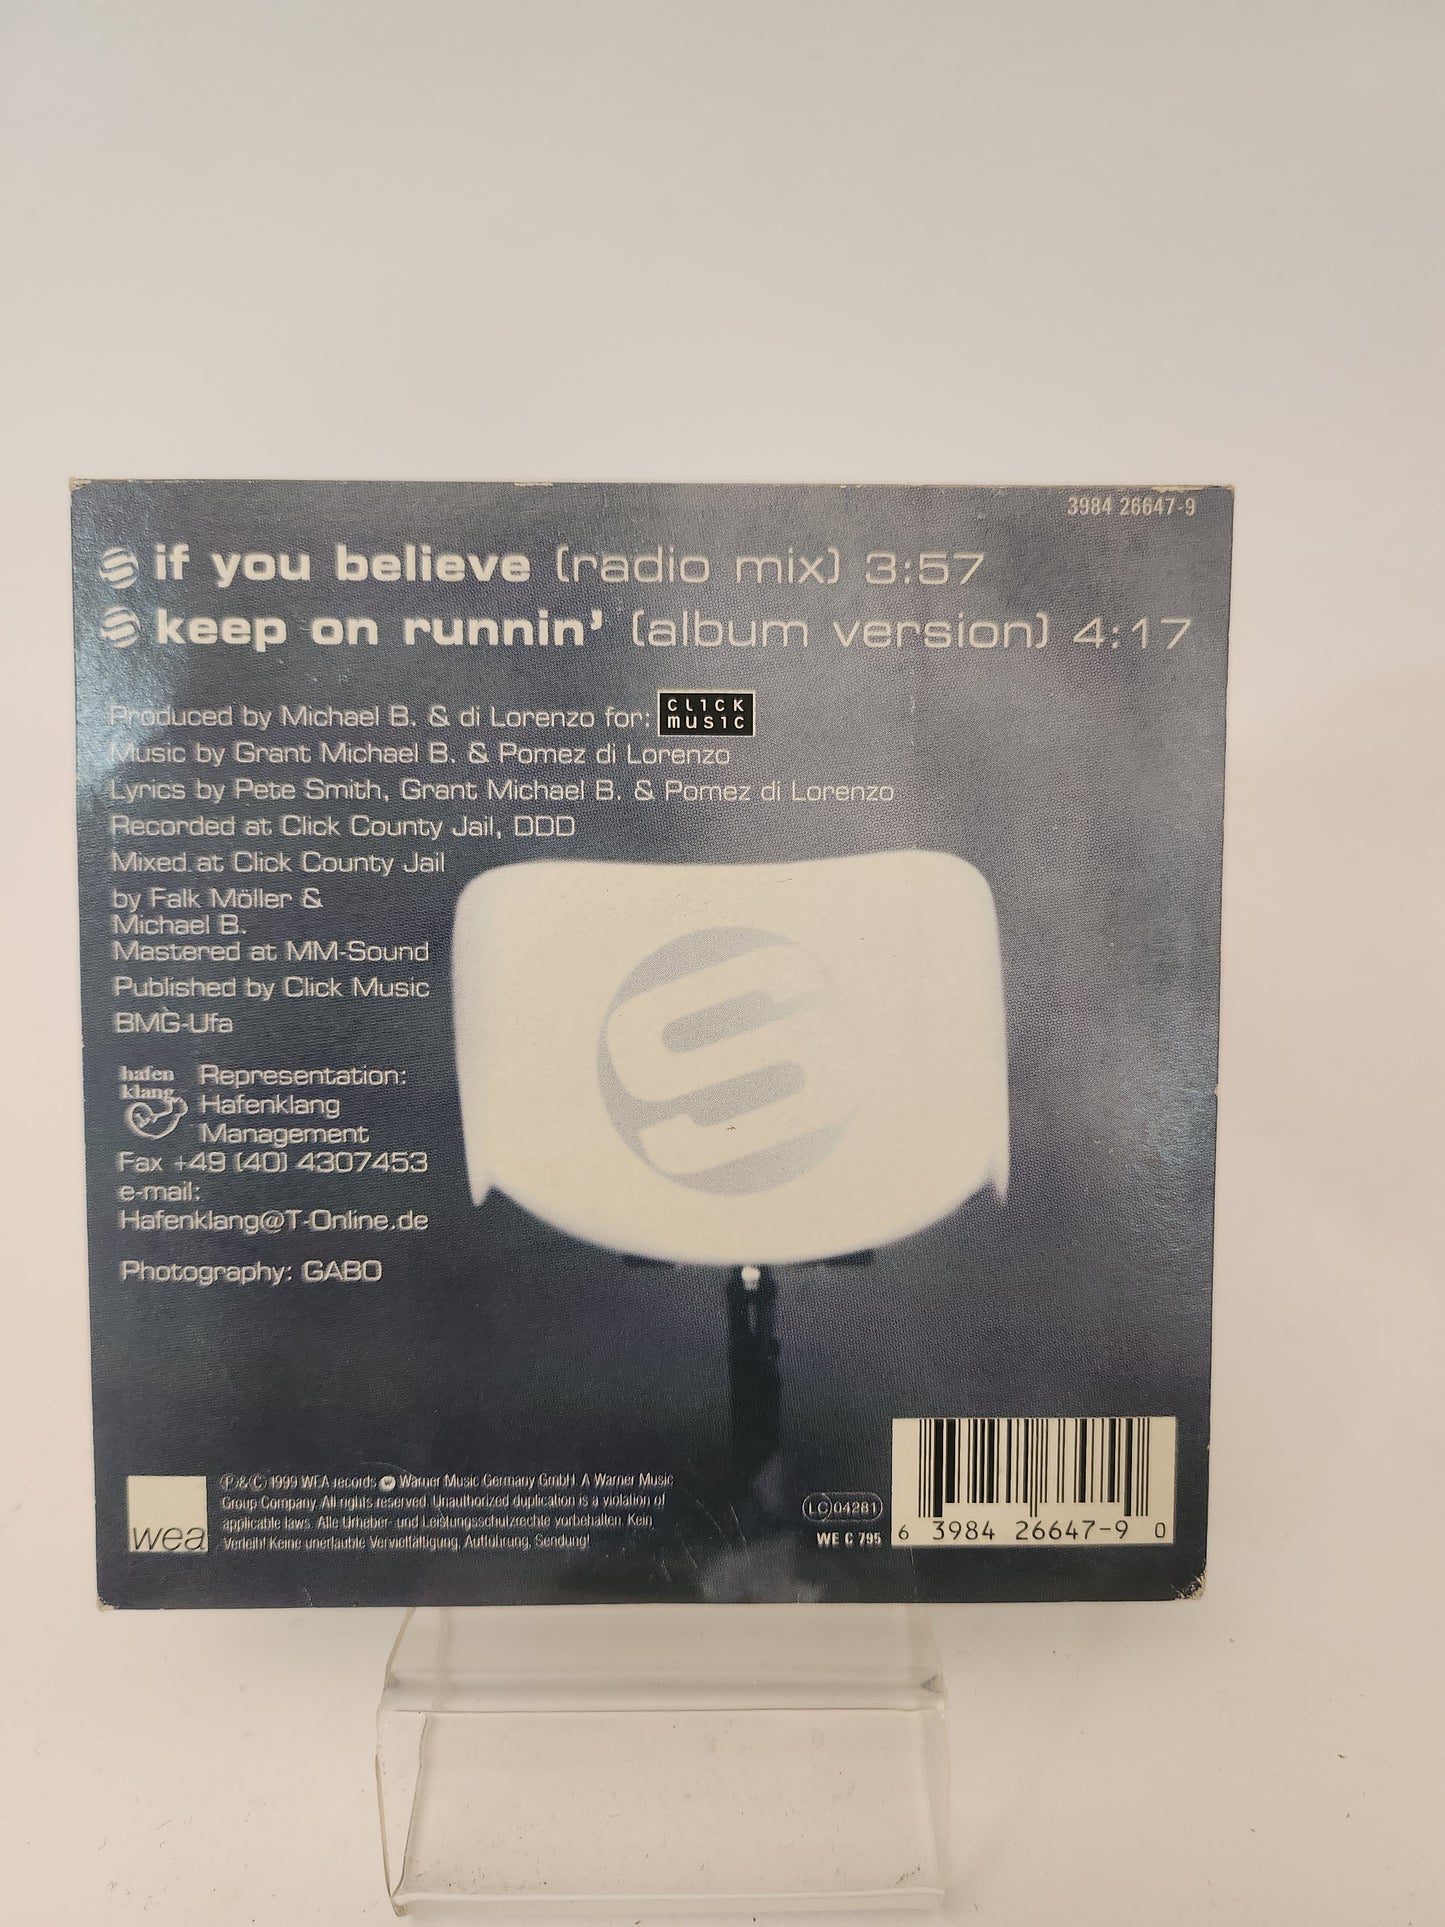 3984 26647-9
if you believe (radio mix) 3:57
keep on runnin' (album version) 4:17
Produced by Michael B. & di Lorenzo for: CL1CK mus1c
Music by Grant Michael B. & Pomez di Lorenzo
Lyrics by Pete Smith, Grant Michael B. & Pomez di Lorenzo
Recorded at Click County Jail, DDD
Mixed at Click County Jail
by Falk Möller &
Michael B.
Mastered at MM-Sound
Published by Click Music
BMG-Ufa
hafen
klang
Representation:
Hafenklang
Management
Fax +49 (40) 4307453
e-mail:
Hafenklang@T-Online.de
Photography: GABO
wea
Ⓟ&Ⓒ 1999 WEA records Warner Music Germany GmbH. A Warner Music
Group Company. All rights reserved. Unauthorized duplication is a violation of
applicable laws. Alle Urheber- und Leistungsschutzrechte vorbehalten. Kein
Verleih! Keine unerlaubte Vervielfältigung, Aufführung, Sendung!
LC 04281
WE C 795
6 3984 26647-9 0